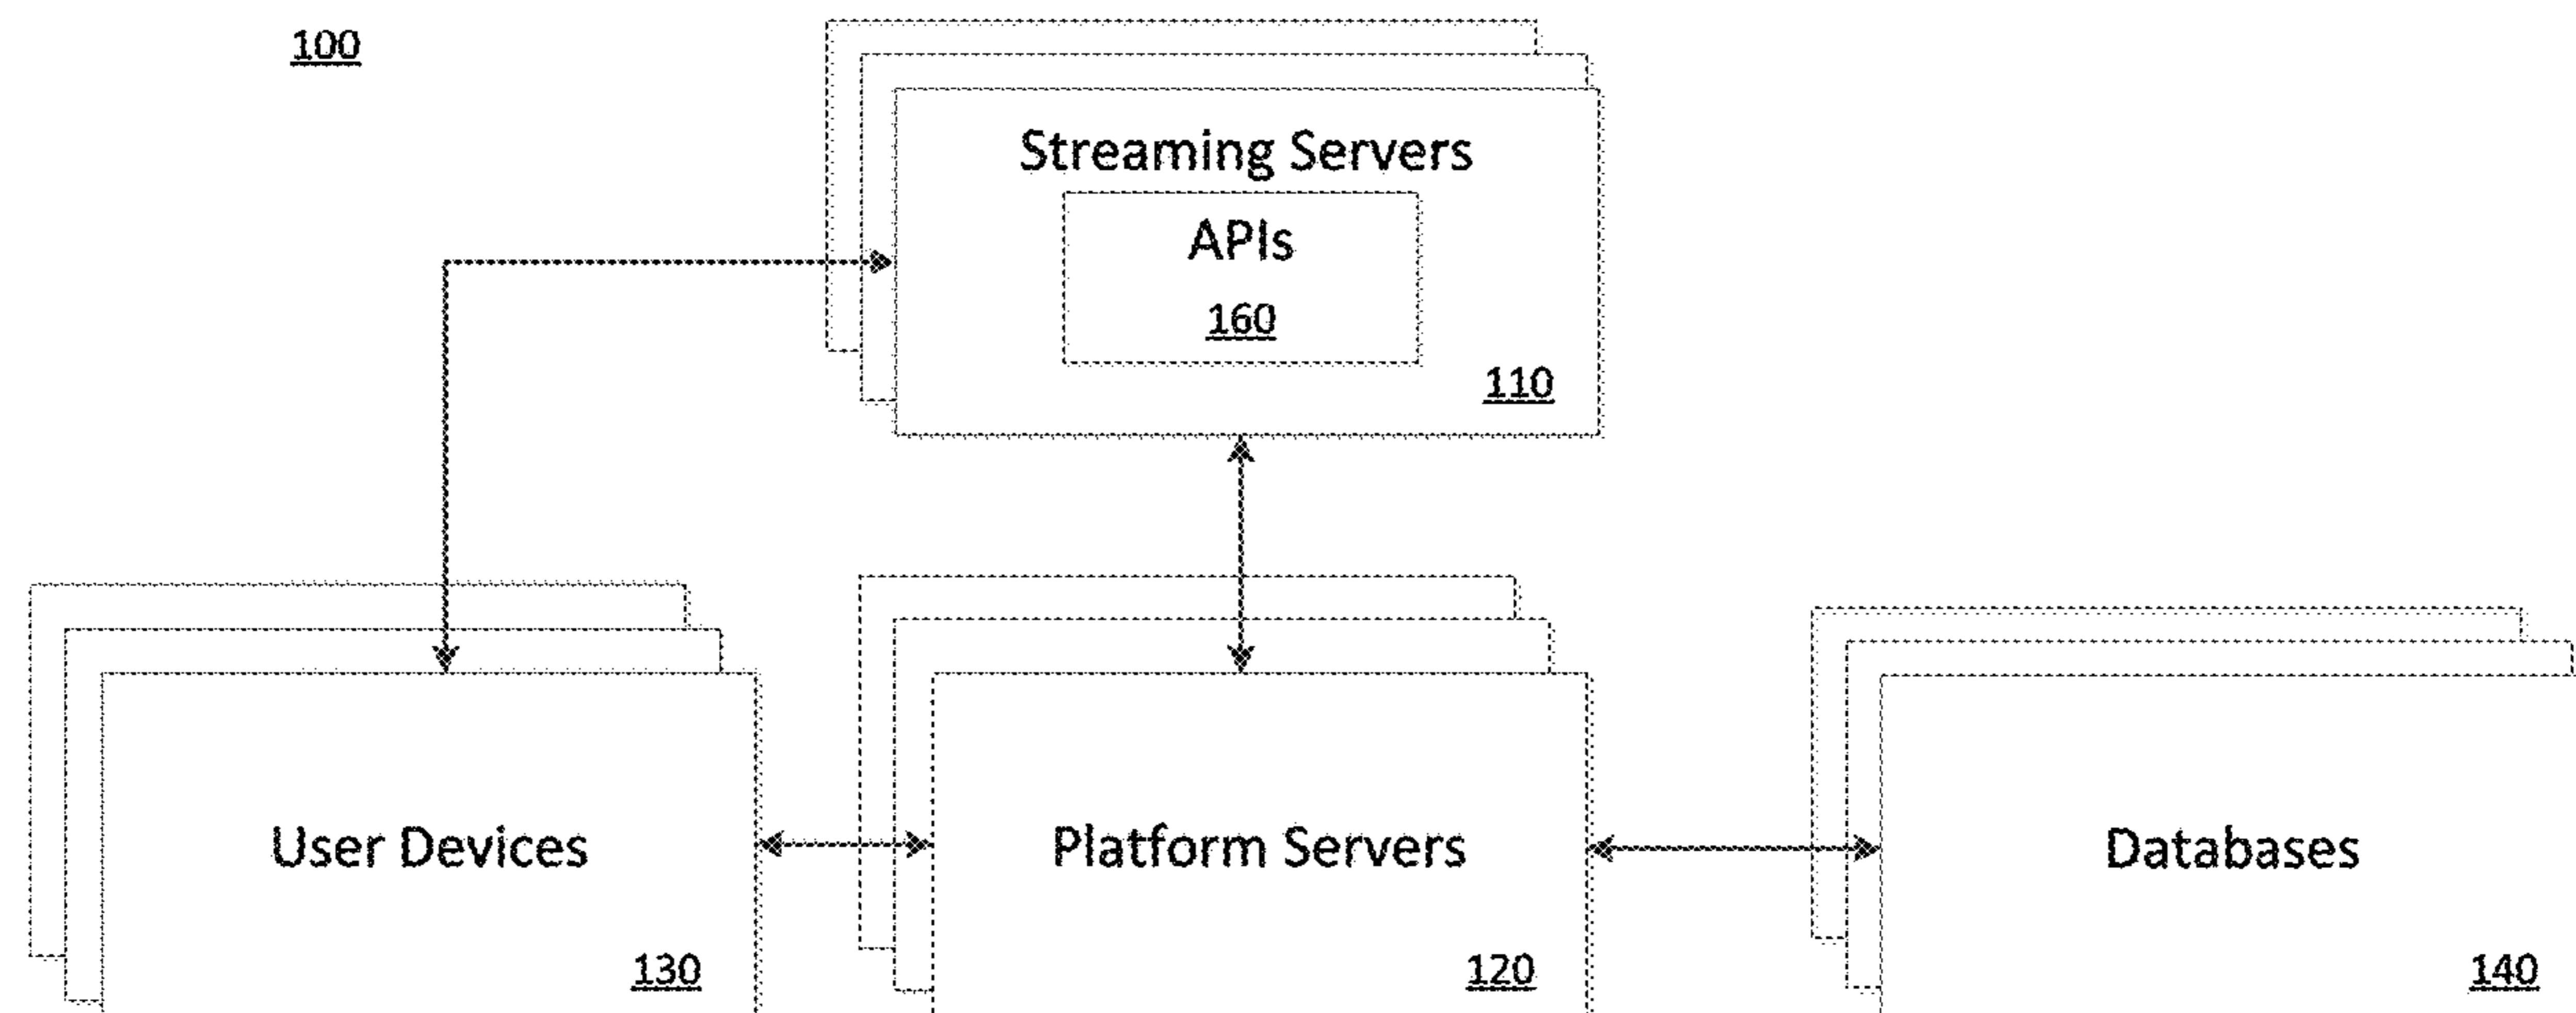 100
Streaming Servers
APIs
160
110
User Devices
130
Platform Servers
120
Databases
140